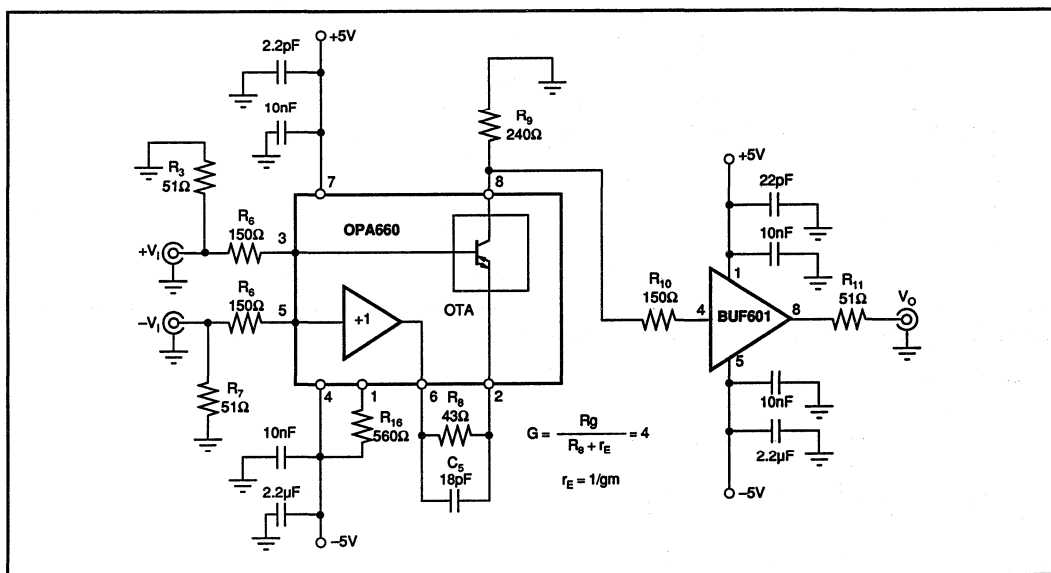 +5V
2.2pF
10nF
R9
240Ω
R3
51Ω
7
8
+5V
OPA660
22pF
+VI
R6
150Ω
3
10nF
R10
150Ω
1
R11
51Ω
VO
R6
150Ω
OTA
4
BUF601
8
–VI
5
+1
5
R7
51Ω
4
1
6
2
R8
43Ω
10nF
R16
560Ω
G = Rg / R8 + rE = 4
10nF
C5
18pF
rE = 1/gm
2.2µF
2.2µF
–5V
–5V